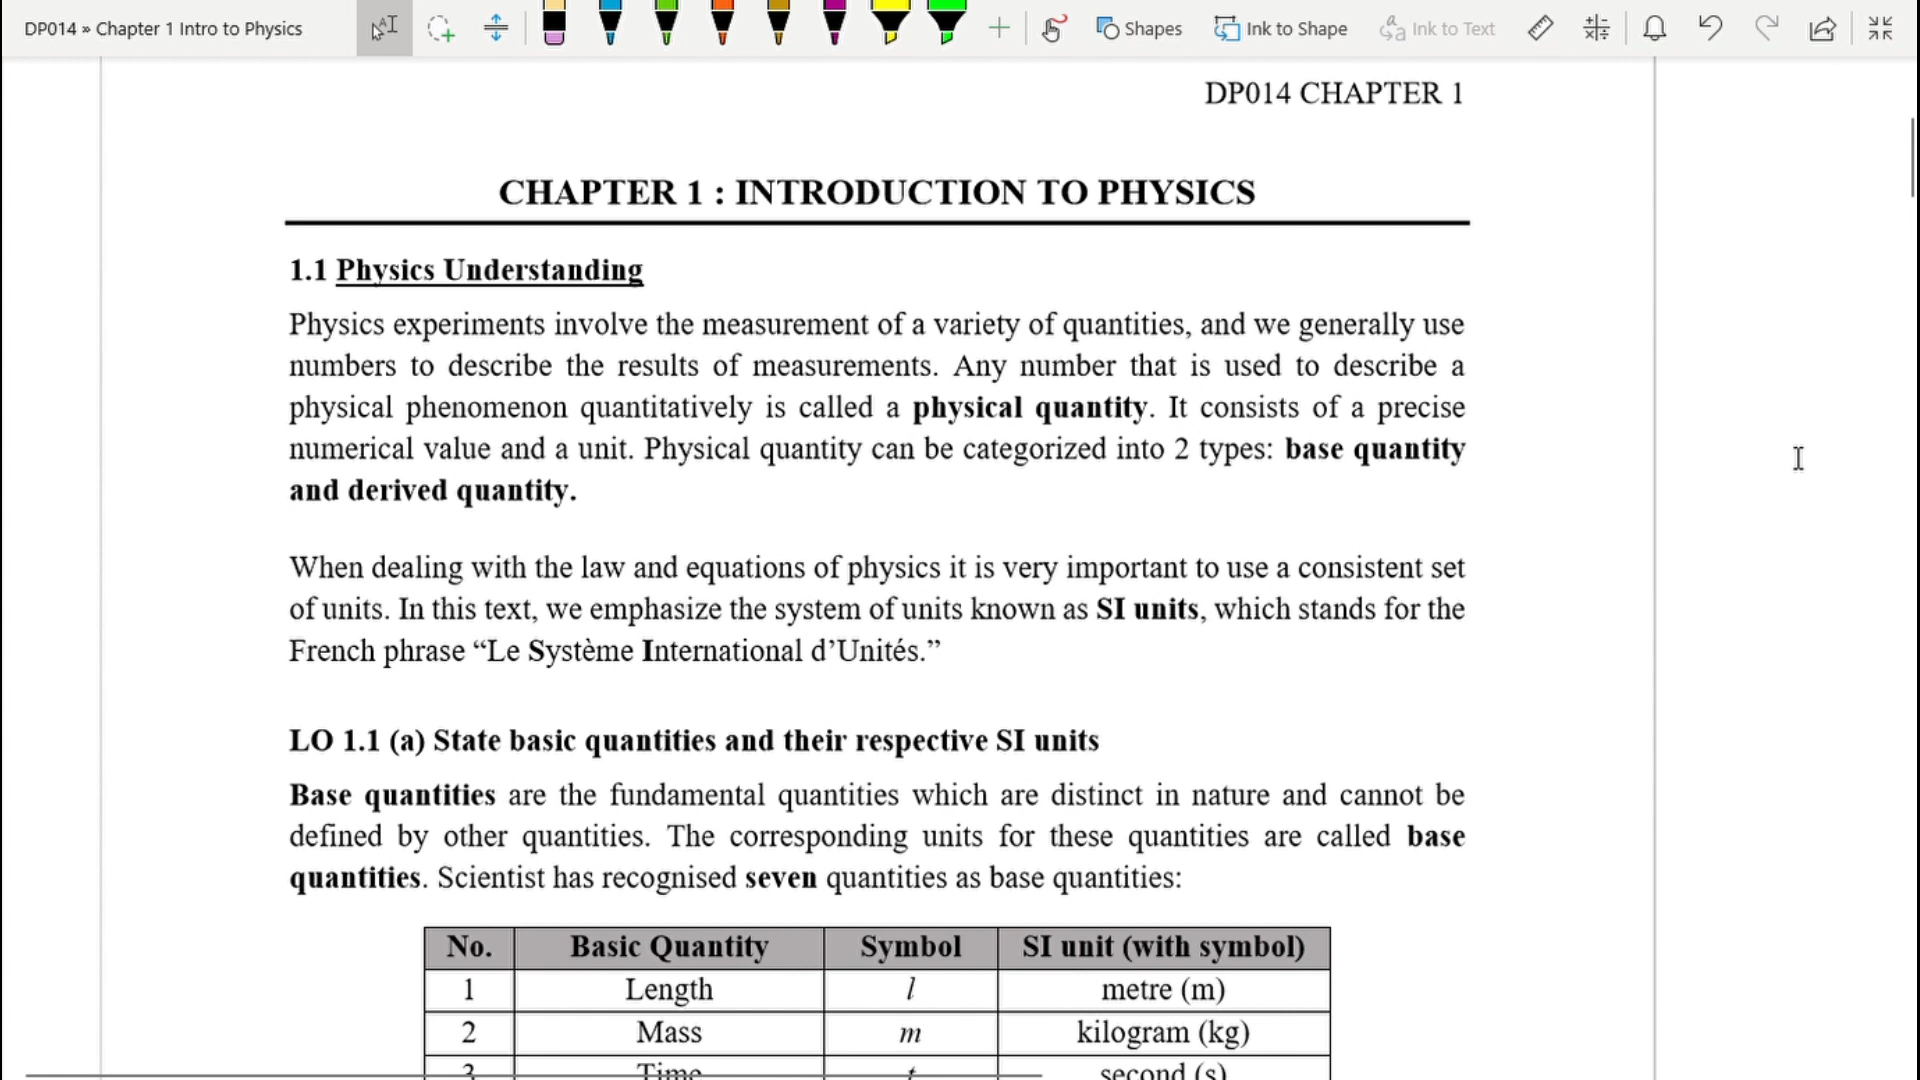 DP014 » Chapter 1 Intro to Physics
Shapes
Ink to Shape
Ink to Text
DP014 CHAPTER 1
CHAPTER 1 : INTRODUCTION TO PHYSICS
1.1 Physics Understanding
Physics experiments involve the measurement of a variety of quantities, and we generally use
numbers to describe the results of measurements. Any number that is used to describe a
physical phenomenon quantitatively is called a physical quantity. It consists of a precise
numerical value and a unit. Physical quantity can be categorized into 2 types: base quantity
and derived quantity.
When dealing with the law and equations of physics it is very important to use a consistent set
of units. In this text, we emphasize the system of units known as SI units, which stands for the
French phrase “Le Système International d’Unités.”
LO 1.1 (a) State basic quantities and their respective SI units
Base quantities are the fundamental quantities which are distinct in nature and cannot be
defined by other quantities. The corresponding units for these quantities are called base
quantities. Scientist has recognised seven quantities as base quantities:
No. Basic Quantity Symbol SI unit (with symbol)
1 Length l metre (m)
2 Mass m kilogram (kg)
3 Time t second (s)